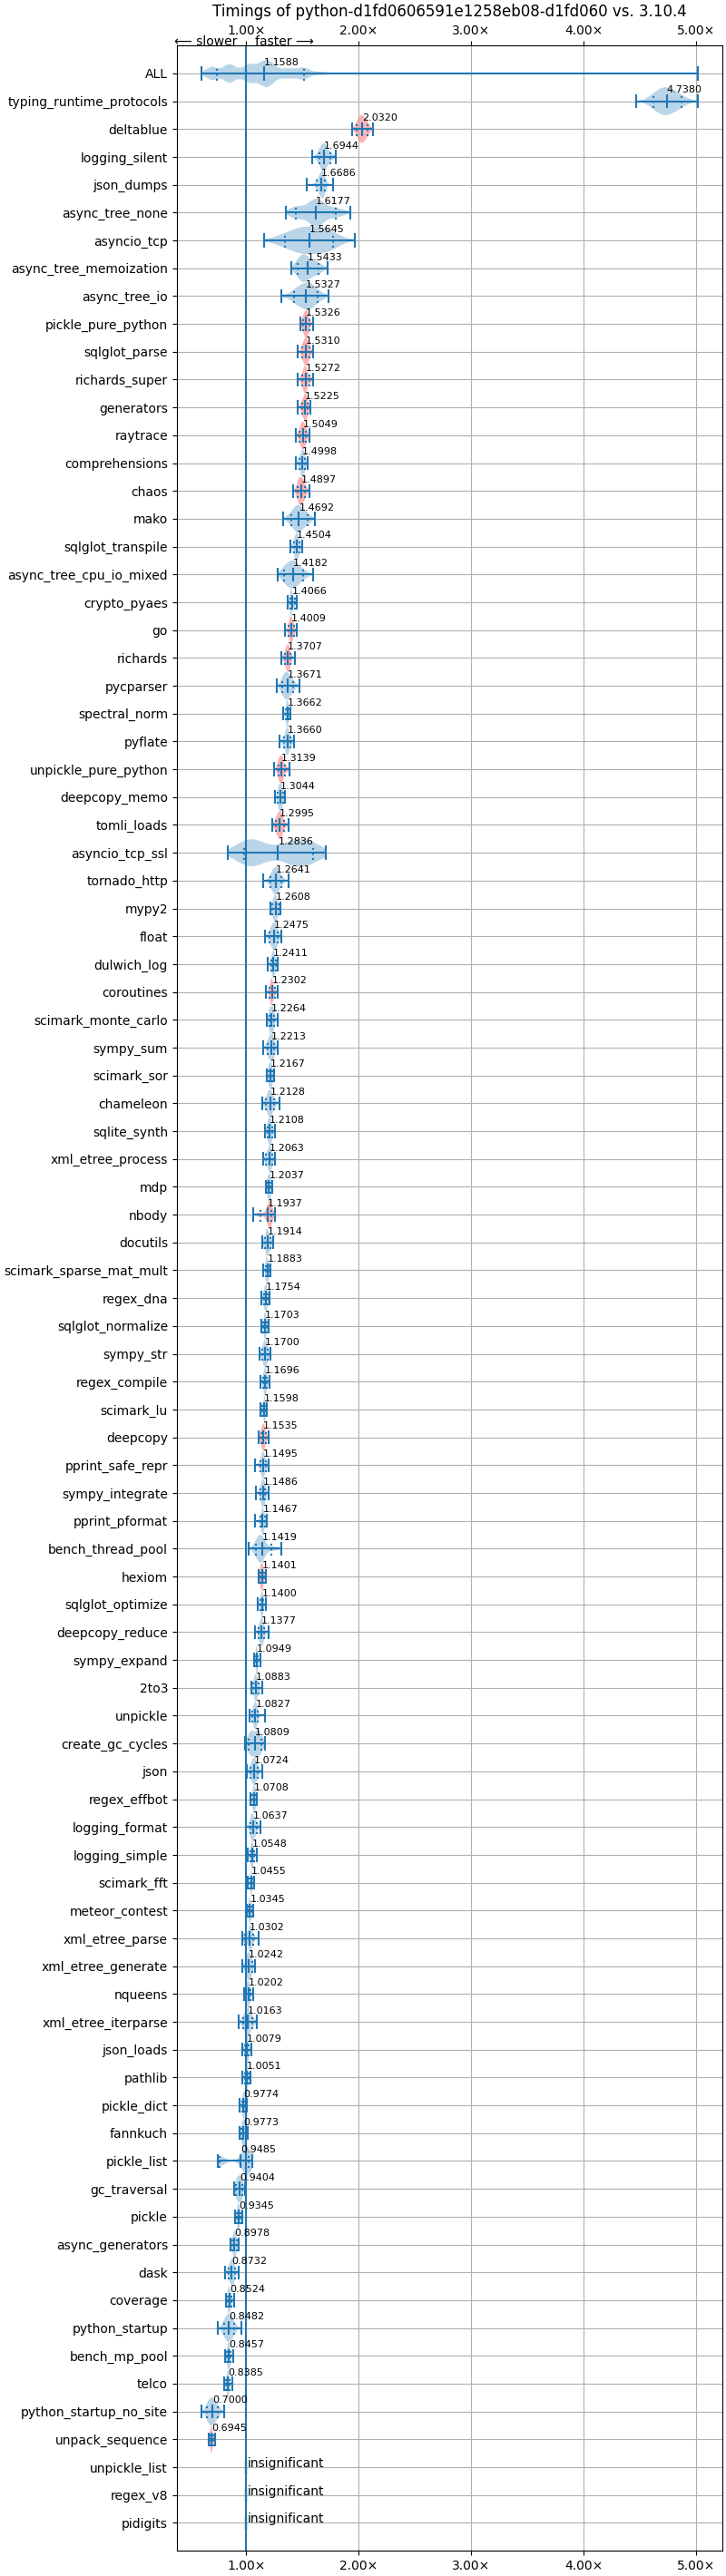 Timings of python-d1fd0606591e1258eb08-d1fd060 vs. 3.10.4
1.00× 2.00× 3.00× 4.00× 5.00×
⟵ slower faster ⟶
ALL 1.1588
typing_runtime_protocols 4.7380
deltablue 2.0320
logging_silent 1.6944
json_dumps 1.6686
async_tree_none 1.6177
asyncio_tcp 1.5645
async_tree_memoization 1.5433
async_tree_io 1.5327
pickle_pure_python 1.5326
sqlglot_parse 1.5310
richards_super 1.5272
generators 1.5225
raytrace 1.5049
comprehensions 1.4998
chaos 1.4897
mako 1.4692
sqlglot_transpile 1.4504
async_tree_cpu_io_mixed 1.4182
crypto_pyaes 1.4066
go 1.4009
richards 1.3707
pycparser 1.3671
spectral_norm 1.3662
pyflate 1.3660
unpickle_pure_python 1.3139
deepcopy_memo 1.3044
tomli_loads 1.2995
asyncio_tcp_ssl 1.2836
tornado_http 1.2641
mypy2 1.2608
float 1.2475
dulwich_log 1.2411
coroutines 1.2302
scimark_monte_carlo 1.2264
sympy_sum 1.2213
scimark_sor 1.2167
chameleon 1.2128
sqlite_synth 1.2108
xml_etree_process 1.2063
mdp 1.2037
nbody 1.1937
docutils 1.1914
scimark_sparse_mat_mult 1.1883
regex_dna 1.1754
sqlglot_normalize 1.1703
sympy_str 1.1700
regex_compile 1.1696
scimark_lu 1.1598
deepcopy 1.1535
pprint_safe_repr 1.1495
sympy_integrate 1.1486
pprint_pformat 1.1467
bench_thread_pool 1.1419
hexiom 1.1401
sqlglot_optimize 1.1400
deepcopy_reduce 1.1377
sympy_expand 1.0949
2to3 1.0883
unpickle 1.0827
create_gc_cycles 1.0809
json 1.0724
regex_effbot 1.0708
logging_format 1.0637
logging_simple 1.0548
scimark_fft 1.0455
meteor_contest 1.0345
xml_etree_parse 1.0302
xml_etree_generate 1.0242
nqueens 1.0202
xml_etree_iterparse 1.0163
json_loads 1.0079
pathlib 1.0051
pickle_dict 0.9774
fannkuch 0.9773
pickle_list 0.9485
gc_traversal 0.9404
pickle 0.9345
async_generators 0.8978
dask 0.8732
coverage 0.8524
python_startup 0.8482
bench_mp_pool 0.8457
telco 0.8385
python_startup_no_site 0.7000
unpack_sequence 0.6945
unpickle_list insignificant
regex_v8 insignificant
pidigits insignificant
1.00× 2.00× 3.00× 4.00× 5.00×